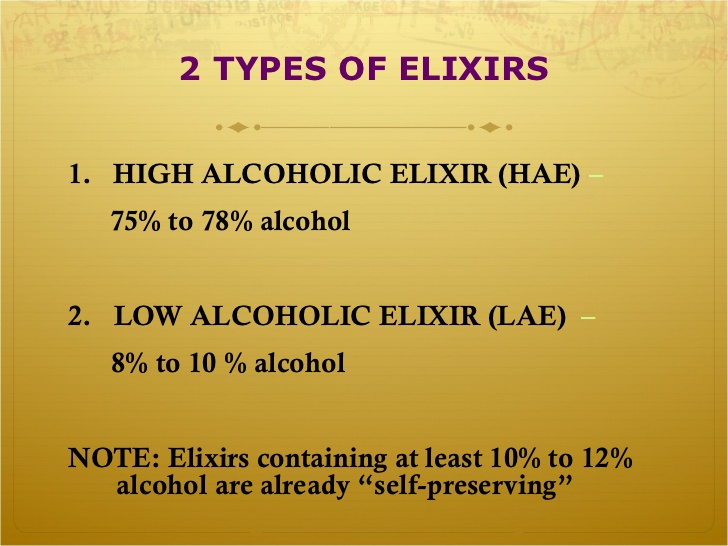 2 TYPES OF ELIXIRS
1. HIGH ALCOHOLIC ELIXIR (HAE) –
75% to 78% alcohol
2. LOW ALCOHOLIC ELIXIR (LAE) –
8% to 10 % alcohol
NOTE: Elixirs containing at least 10% to 12%
alcohol are already “self-preserving”